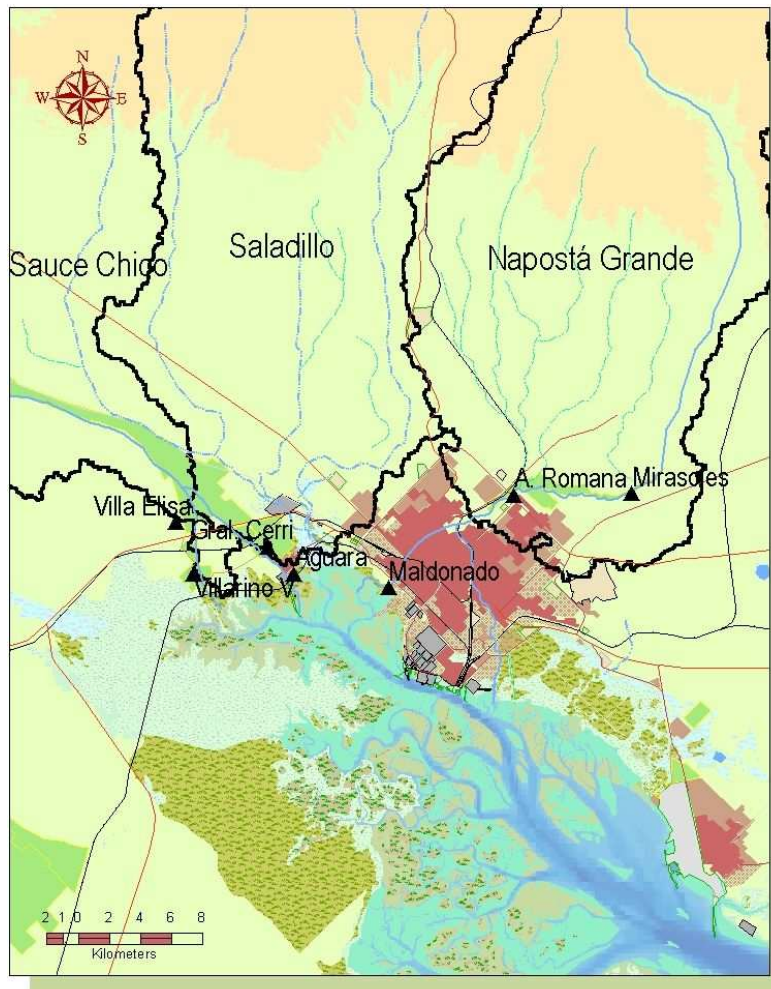 N
W E
S
Sauce Chico
Saladillo
Napostá Grande
A. Romana
Mirasoles
Villa Elisa
Gral. Cerri
Aguara
Villarino V.
Maldonado
2 1 0 2 4 6 8
Kilometers